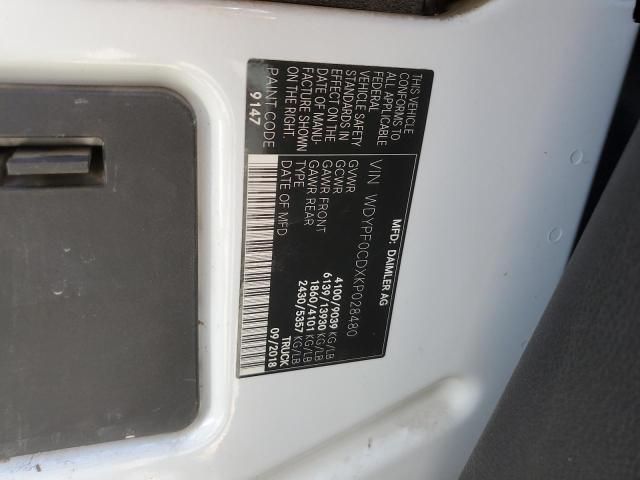 MFD. DAIMLER AG
VIN WDYPF0CDXKP028480
GVWR 4100/9039 KG/LB
GCWR 6139/13930 KG/LB
GAWR FRONT 1860/4101 KG/LB
GAWR REAR 2430/5357 KG/LB
TYPE TRUCK
DATE OF MFD 09/2018
THIS VEHICLE
CONFORMS TO
ALL APPLICABLE
FEDERAL
VEHICLE SAFETY
STANDARDS IN
EFFECT ON THE
DATE OF MANU-
FACTURE SHOWN
ON THE RIGHT
PAINT CODE
9147